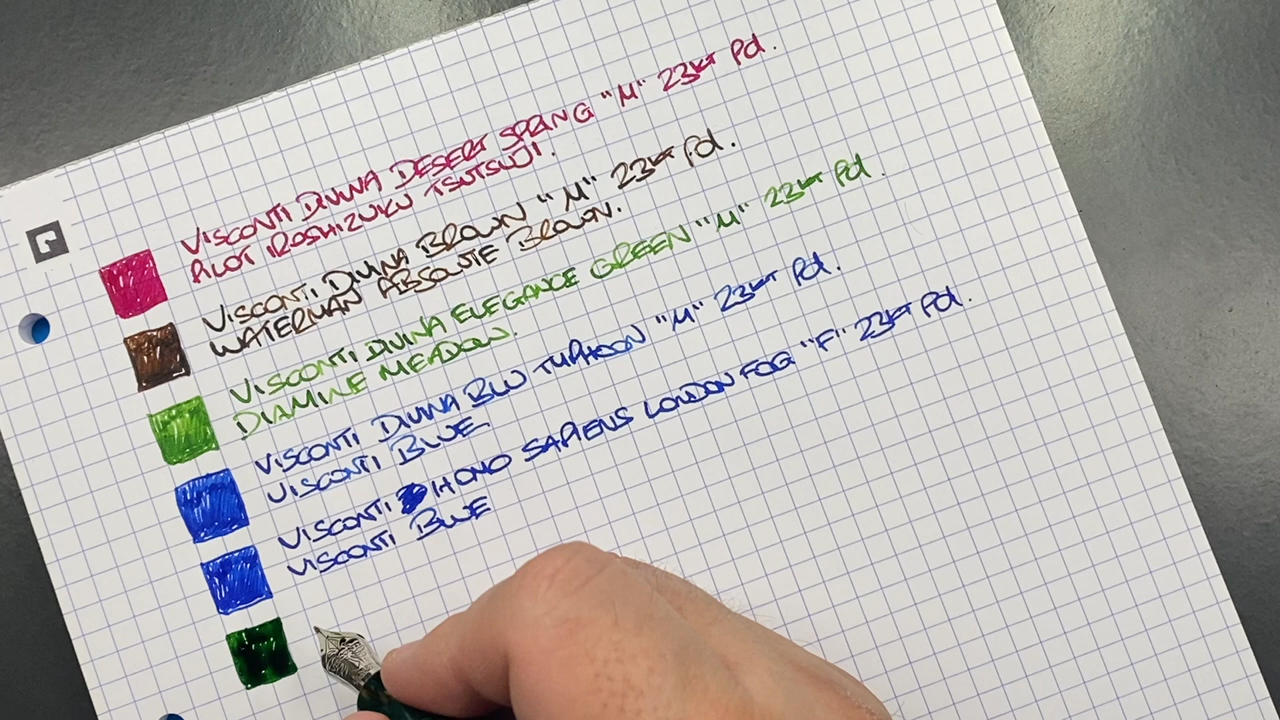 VISCONTI DIVINA DESERT SPRING "M" 23kt Pd.
PILOT IROSHIZUKU TSUTSUJI.
VISCONTI DIVINA BROWN "M" 23kt Pd.
WATERMAN ABSOLUTE BROWN.
VISCONTI DIVINA ELEGANCE GREEN "M" 23kt Pd.
DIAMINE MEADOW.
VISCONTI DIVINA BLU TYPHOON "M" 23kt Pd.
VISCONTI BLUE
VISCONTI HOMO SAPIENS LONDON FOG "F" 23kt Pd.
VISCONTI BLUE